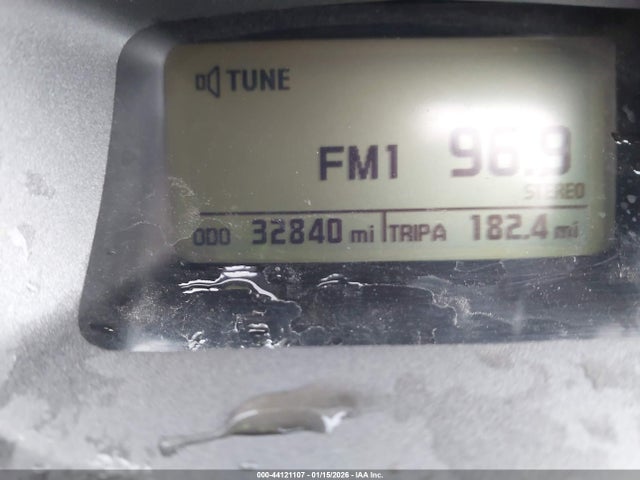 TUNE
FM1 96.9
STEREO
ODO 32840 mi TRIPA 182.4 mi
000-44121107 | 01/15/2026 - IAA Inc.